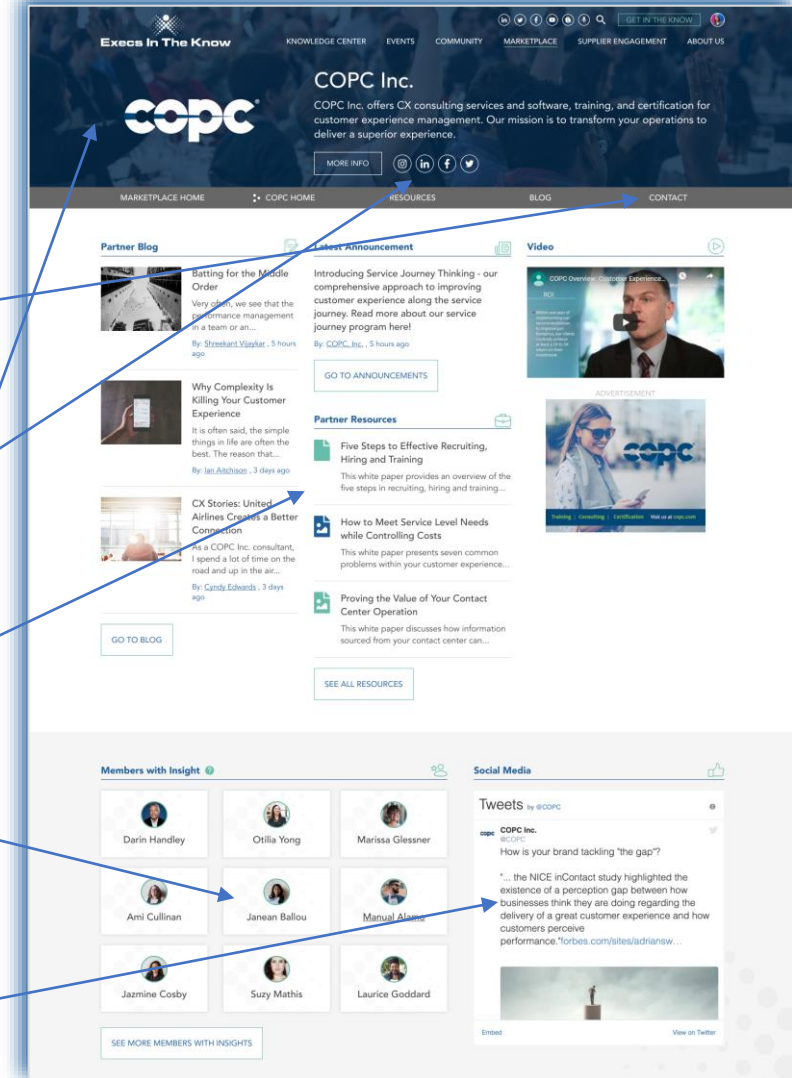 Execs In The Know
GET IN THE KNOW
KNOWLEDGE CENTER
EVENTS
COMMUNITY
MARKETPLACE
SUPPLIER ENGAGEMENT
ABOUT US
copc
COPC Inc.
COPC Inc. offers CX consulting services and software, training, and certification for
customer experience management. Our mission is to transform your operations to
deliver a superior experience.
MORE INFO
MARKETPLACE HOME
COPC HOME
RESOURCES
BLOG
CONTACT
Partner Blog
Batting for the Middle
Order
Very often, we see that the
performance management
in a team or an...
By: Shreekant Vijaykar , 5 hours
ago
Why Complexity Is
Killing Your Customer
Experience
It is often said, the simple
things in life are often the
best. The reason that...
By: Ian Aitchison , 3 days ago
CX Stories: United
Airlines Creates a Better
Connection
As a COPC Inc. consultant,
I spend a lot of time on the
road and up in the air...
By: Cyndy Edwards , 3 days
ago
GO TO BLOG
Latest Announcement
Introducing Service Journey Thinking - our
comprehensive approach to improving
customer experience along the service
journey. Read more about our service
journey program here!
By: COPC, Inc. , 5 hours ago
GO TO ANNOUNCEMENTS
Partner Resources
Five Steps to Effective Recruiting,
Hiring and Training
This white paper provides an overview of the
five steps in recruiting, hiring and training...
How to Meet Service Level Needs
while Controlling Costs
This white paper presents seven common
problems within your customer experience...
Proving the Value of Your Contact
Center Operation
This white paper discusses how information
sourced from your contact center can...
SEE ALL RESOURCES
Video
COPC Overview: Customer Experience...
ROI
ADVERTISEMENT
copc
Training | Consulting | Certification Visit us at copc.com
Members with Insight
Darin Handley
Otilia Yong
Marissa Glessner
Ami Cullinan
Janean Ballou
Manual Alamo
Jazmine Cosby
Suzy Mathis
Laurice Goddard
SEE MORE MEMBERS WITH INSIGHTS
Social Media
Tweets by @COPC
copc
COPC Inc.
@COPC
How is your brand tackling "the gap"?
"... the NICE inContact study highlighted the
existence of a perception gap between how
businesses think they are doing regarding the
delivery of a great customer experience and how
customers perceive
performance."forbes.com/sites/adriansw…
Embed
View on Twitter